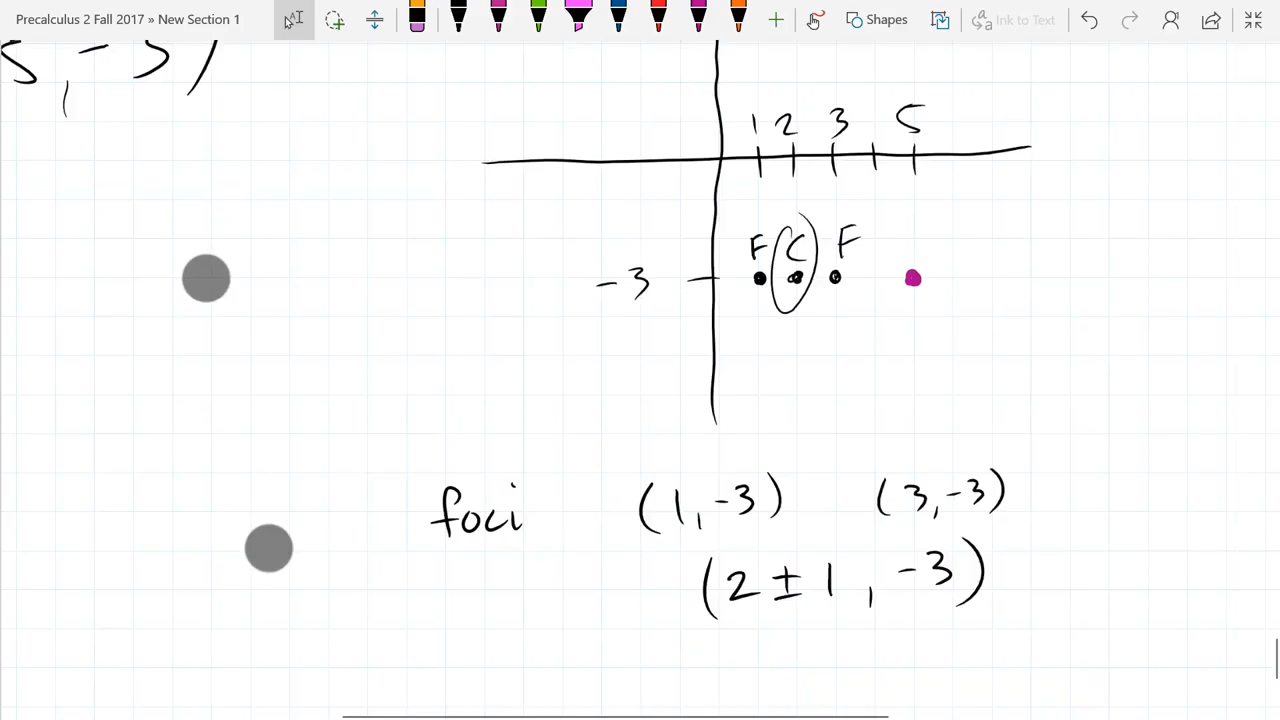 Precalculus 2 Fall 2017 » New Section 1
Shapes
Ink to Text
, -3)
1 2 3 5
F C F
-3
foci (1, -3) (3, -3)
(2 ± 1, -3)